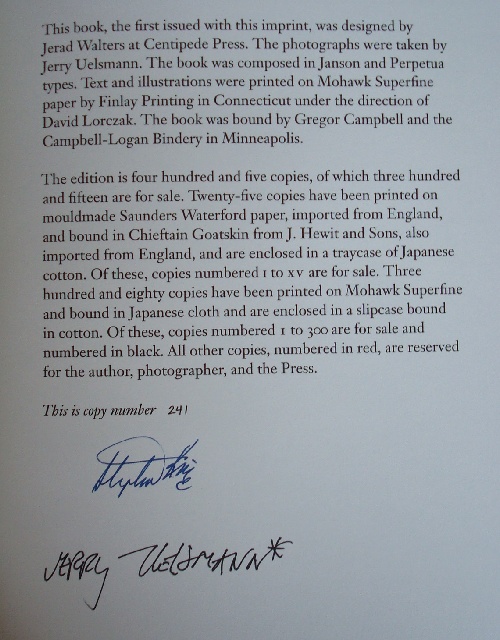 This book, the first issued with this imprint, was designed by
Jerad Walters at Centipede Press. The photographs were taken by
Jerry Uelsmann. The book was composed in Janson and Perpetua
types. Text and illustrations were printed on Mohawk Superfine
paper by Finlay Printing in Connecticut under the direction of
David Lorczak. The book was bound by Gregor Campbell and the
Campbell-Logan Bindery in Minneapolis.
The edition is four hundred and five copies, of which three hundred
and fifteen are for sale. Twenty-five copies have been printed on
mouldmade Saunders Waterford paper, imported from England,
and bound in Chieftain Goatskin from J. Hewit and Sons, also
imported from England, and are enclosed in a traycase of Japanese
cotton. Of these, copies numbered I to XV are for sale. Three
hundred and eighty copies have been printed on Mohawk Superfine
and bound in Japanese cloth and are enclosed in a slipcase bound
in cotton. Of these, copies numbered 1 to 300 are for sale and
numbered in black. All other copies, numbered in red, are reserved
for the author, photographer, and the Press.
This is copy number 241
Stephen King
JERRY UELSMANN*